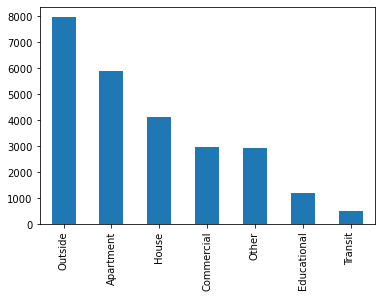 8000
7000
6000
5000
4000
3000
2000
1000
0
Outside
Apartment
House
Commercial
Other
Educational
Transit